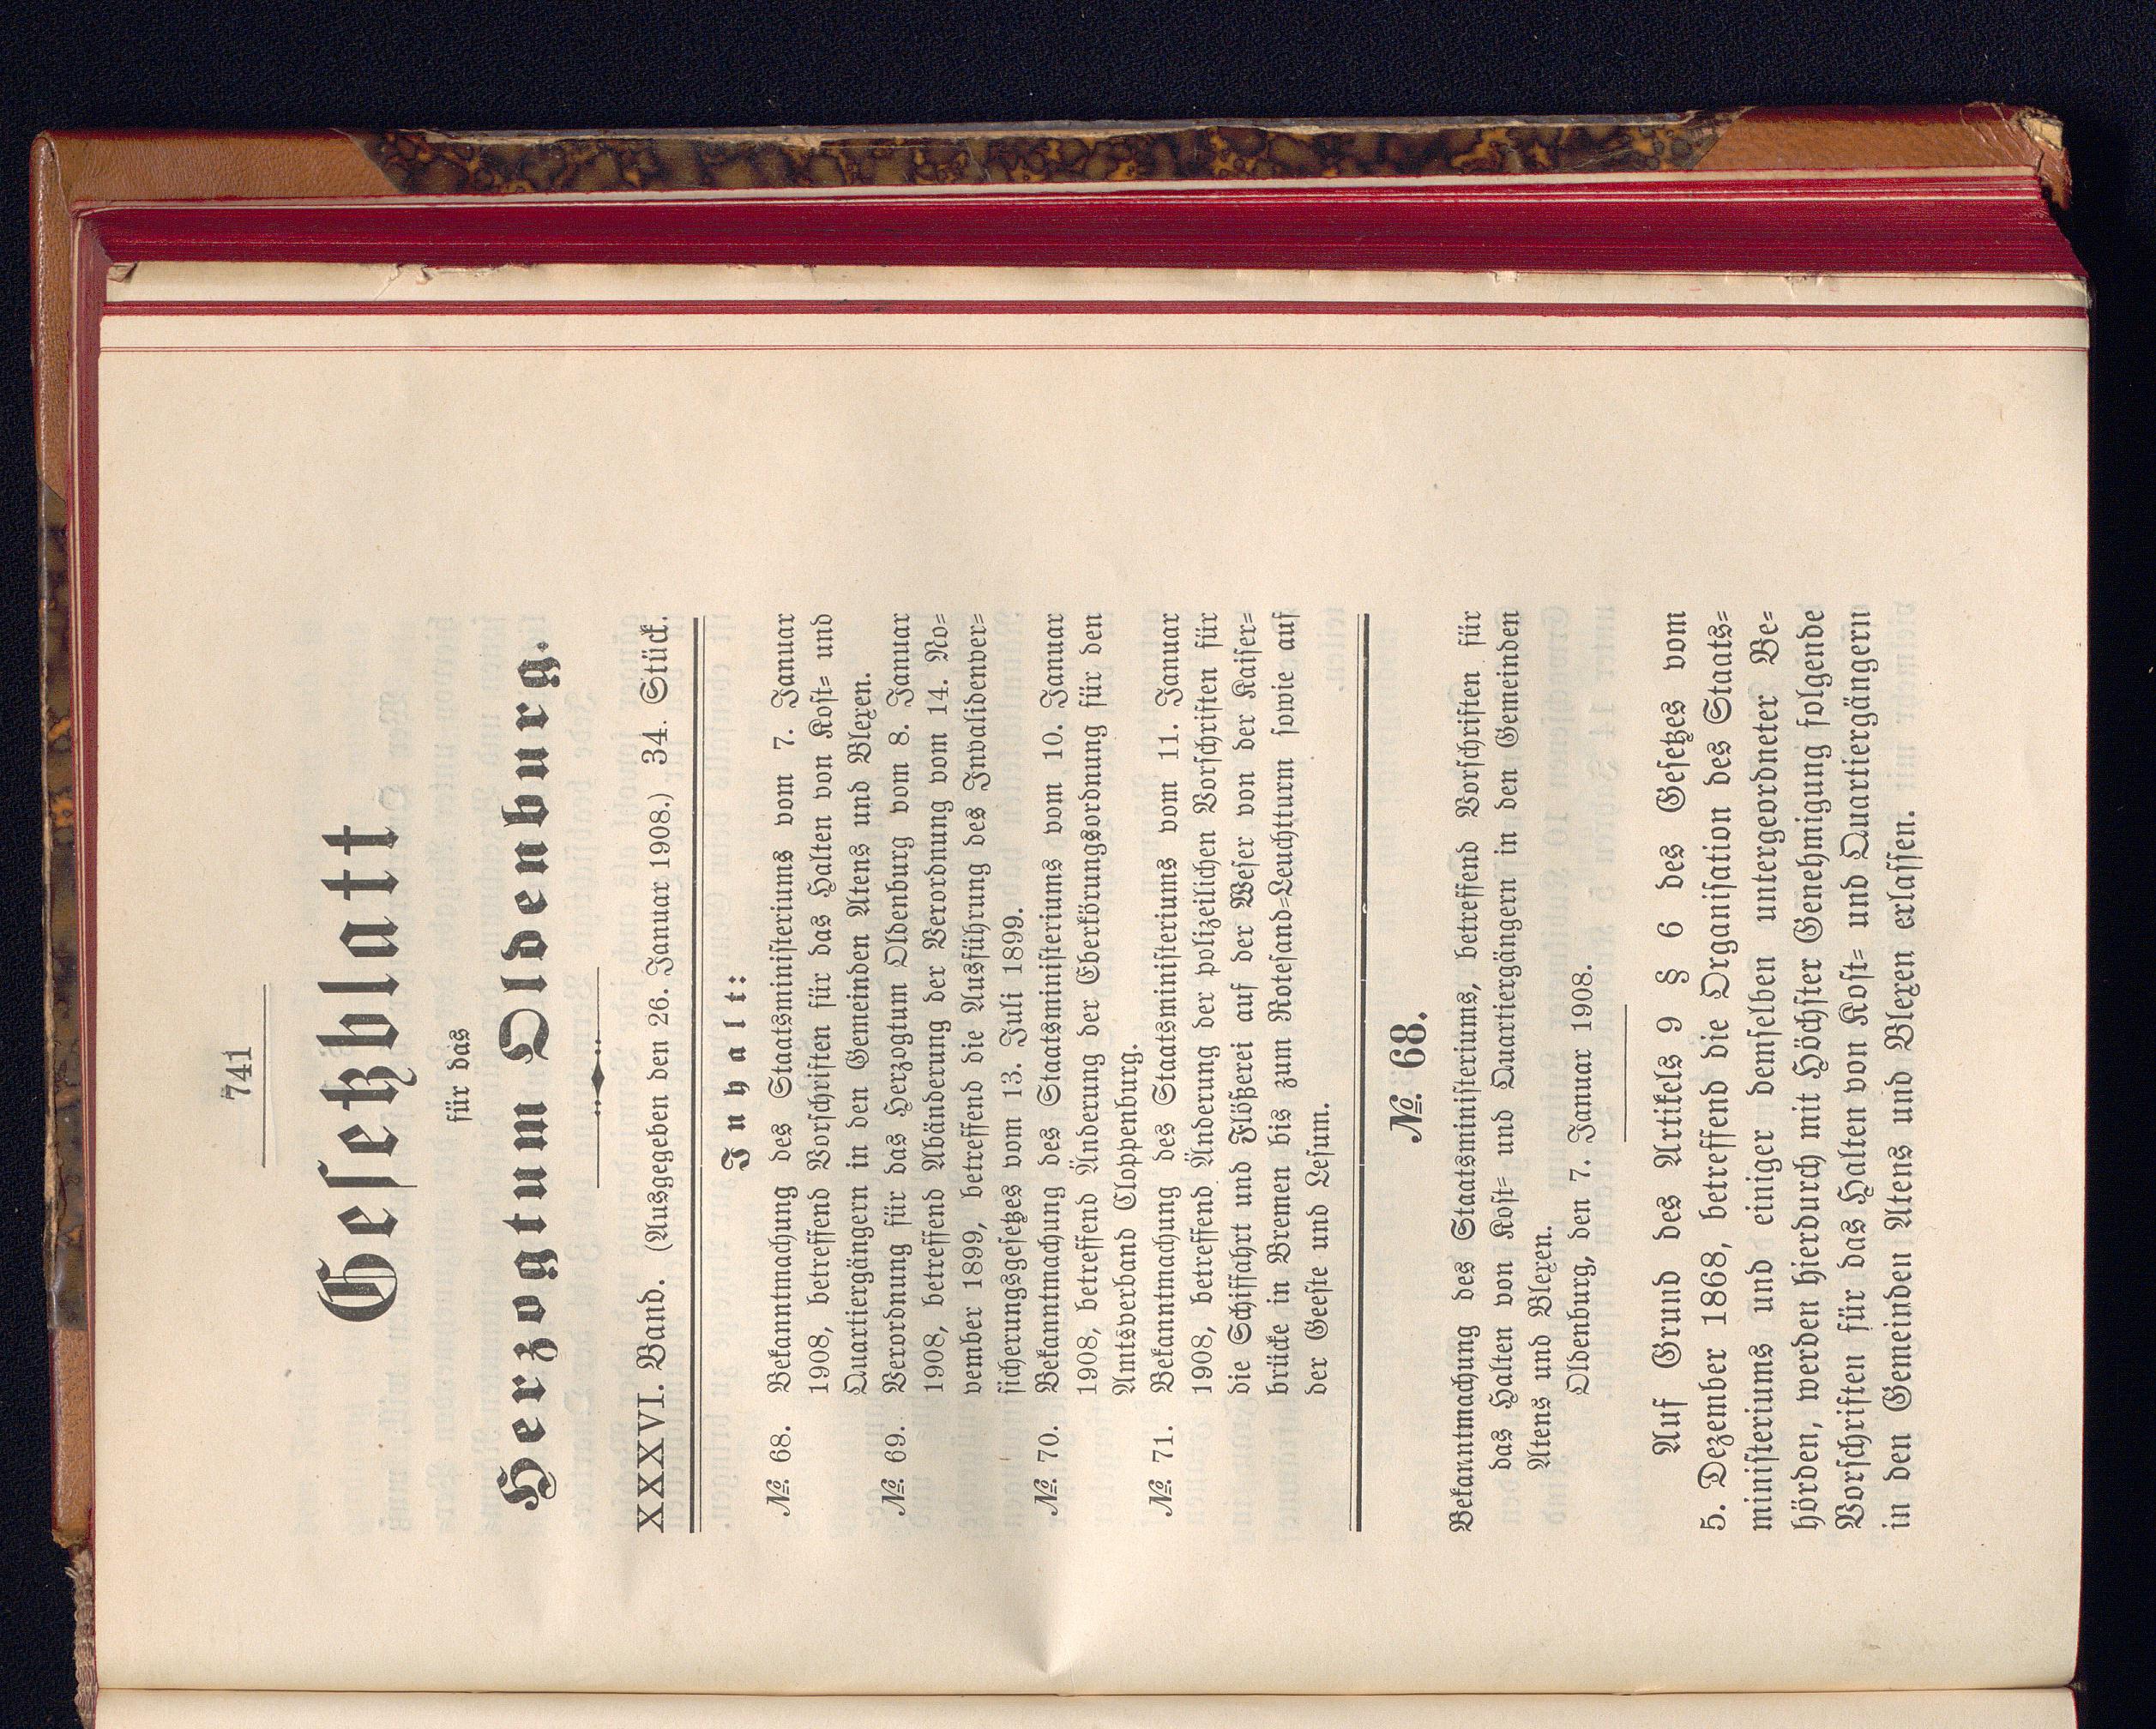 741
Gesetzblatt
für das
Herzogtum Oldenburg.
XXXVI. Band. (Ausgegeben den 26. Januar 1908.) 34. Stück.
Inhalt:
№ 68. Bekanntmachung des Staatsministeriums vom 7. Januar
1908, betreffend Vorschriften für das Halten von Kost= und
Quartiergängern in den Gemeinden Atens und Blexen.
№ 69. Verordnung für das Herzogtum Oldenburg vom 8. Januar
1908, betreffend Abänderung der Verordnung vom 14. No=
vember 1899, betreffend die Ausführung des Invalidenver=
sicherungsgesetzes vom 13. Juli 1899.
№ 70. Bekanntmachung des Staatsministeriums vom 10. Januar
1908, betreffend Änderung der Eberkörungsordnung für den
Amtsverband Cloppenburg.
№ 71. Bekanntmachung des Staatsministeriums vom 11. Januar
1908, betreffend Änderung der polizeilichen Vorschriften für
die Schiffahrt und Flößerei auf der Weser von der Kaiser=
brücke in Bremen bis zum Rotesand=Leuchtturm sowie auf
der Geeste und Lesum.
№ 68.
Bekanntmachung des Staatsministeriums, betreffend Vorschriften für
das Halten von Kost= und Quartiergängern in den Gemeinden
Atens und Blexen.
Oldenburg, den 7. Januar 1908.
Auf Grund des Artikels 9 § 6 des Gesetzes vom
5. Dezember 1868, betreffend die Organisation des Staats=
ministeriums und einiger demselben untergeordneter Be=
hörden, werden hierdurch mit Höchster Genehmigung folgende
Vorschriften für das Halten von Kost= und Quartiergängern
in den Gemeinden Atens und Blexen erlassen.